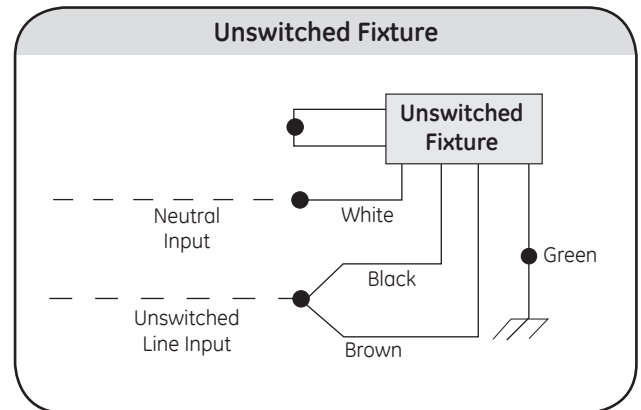 Unswitched Fixture
Unswitched
Fixture
White
Neutral
Input
Green
Black
Unswitched
Line Input
Brown